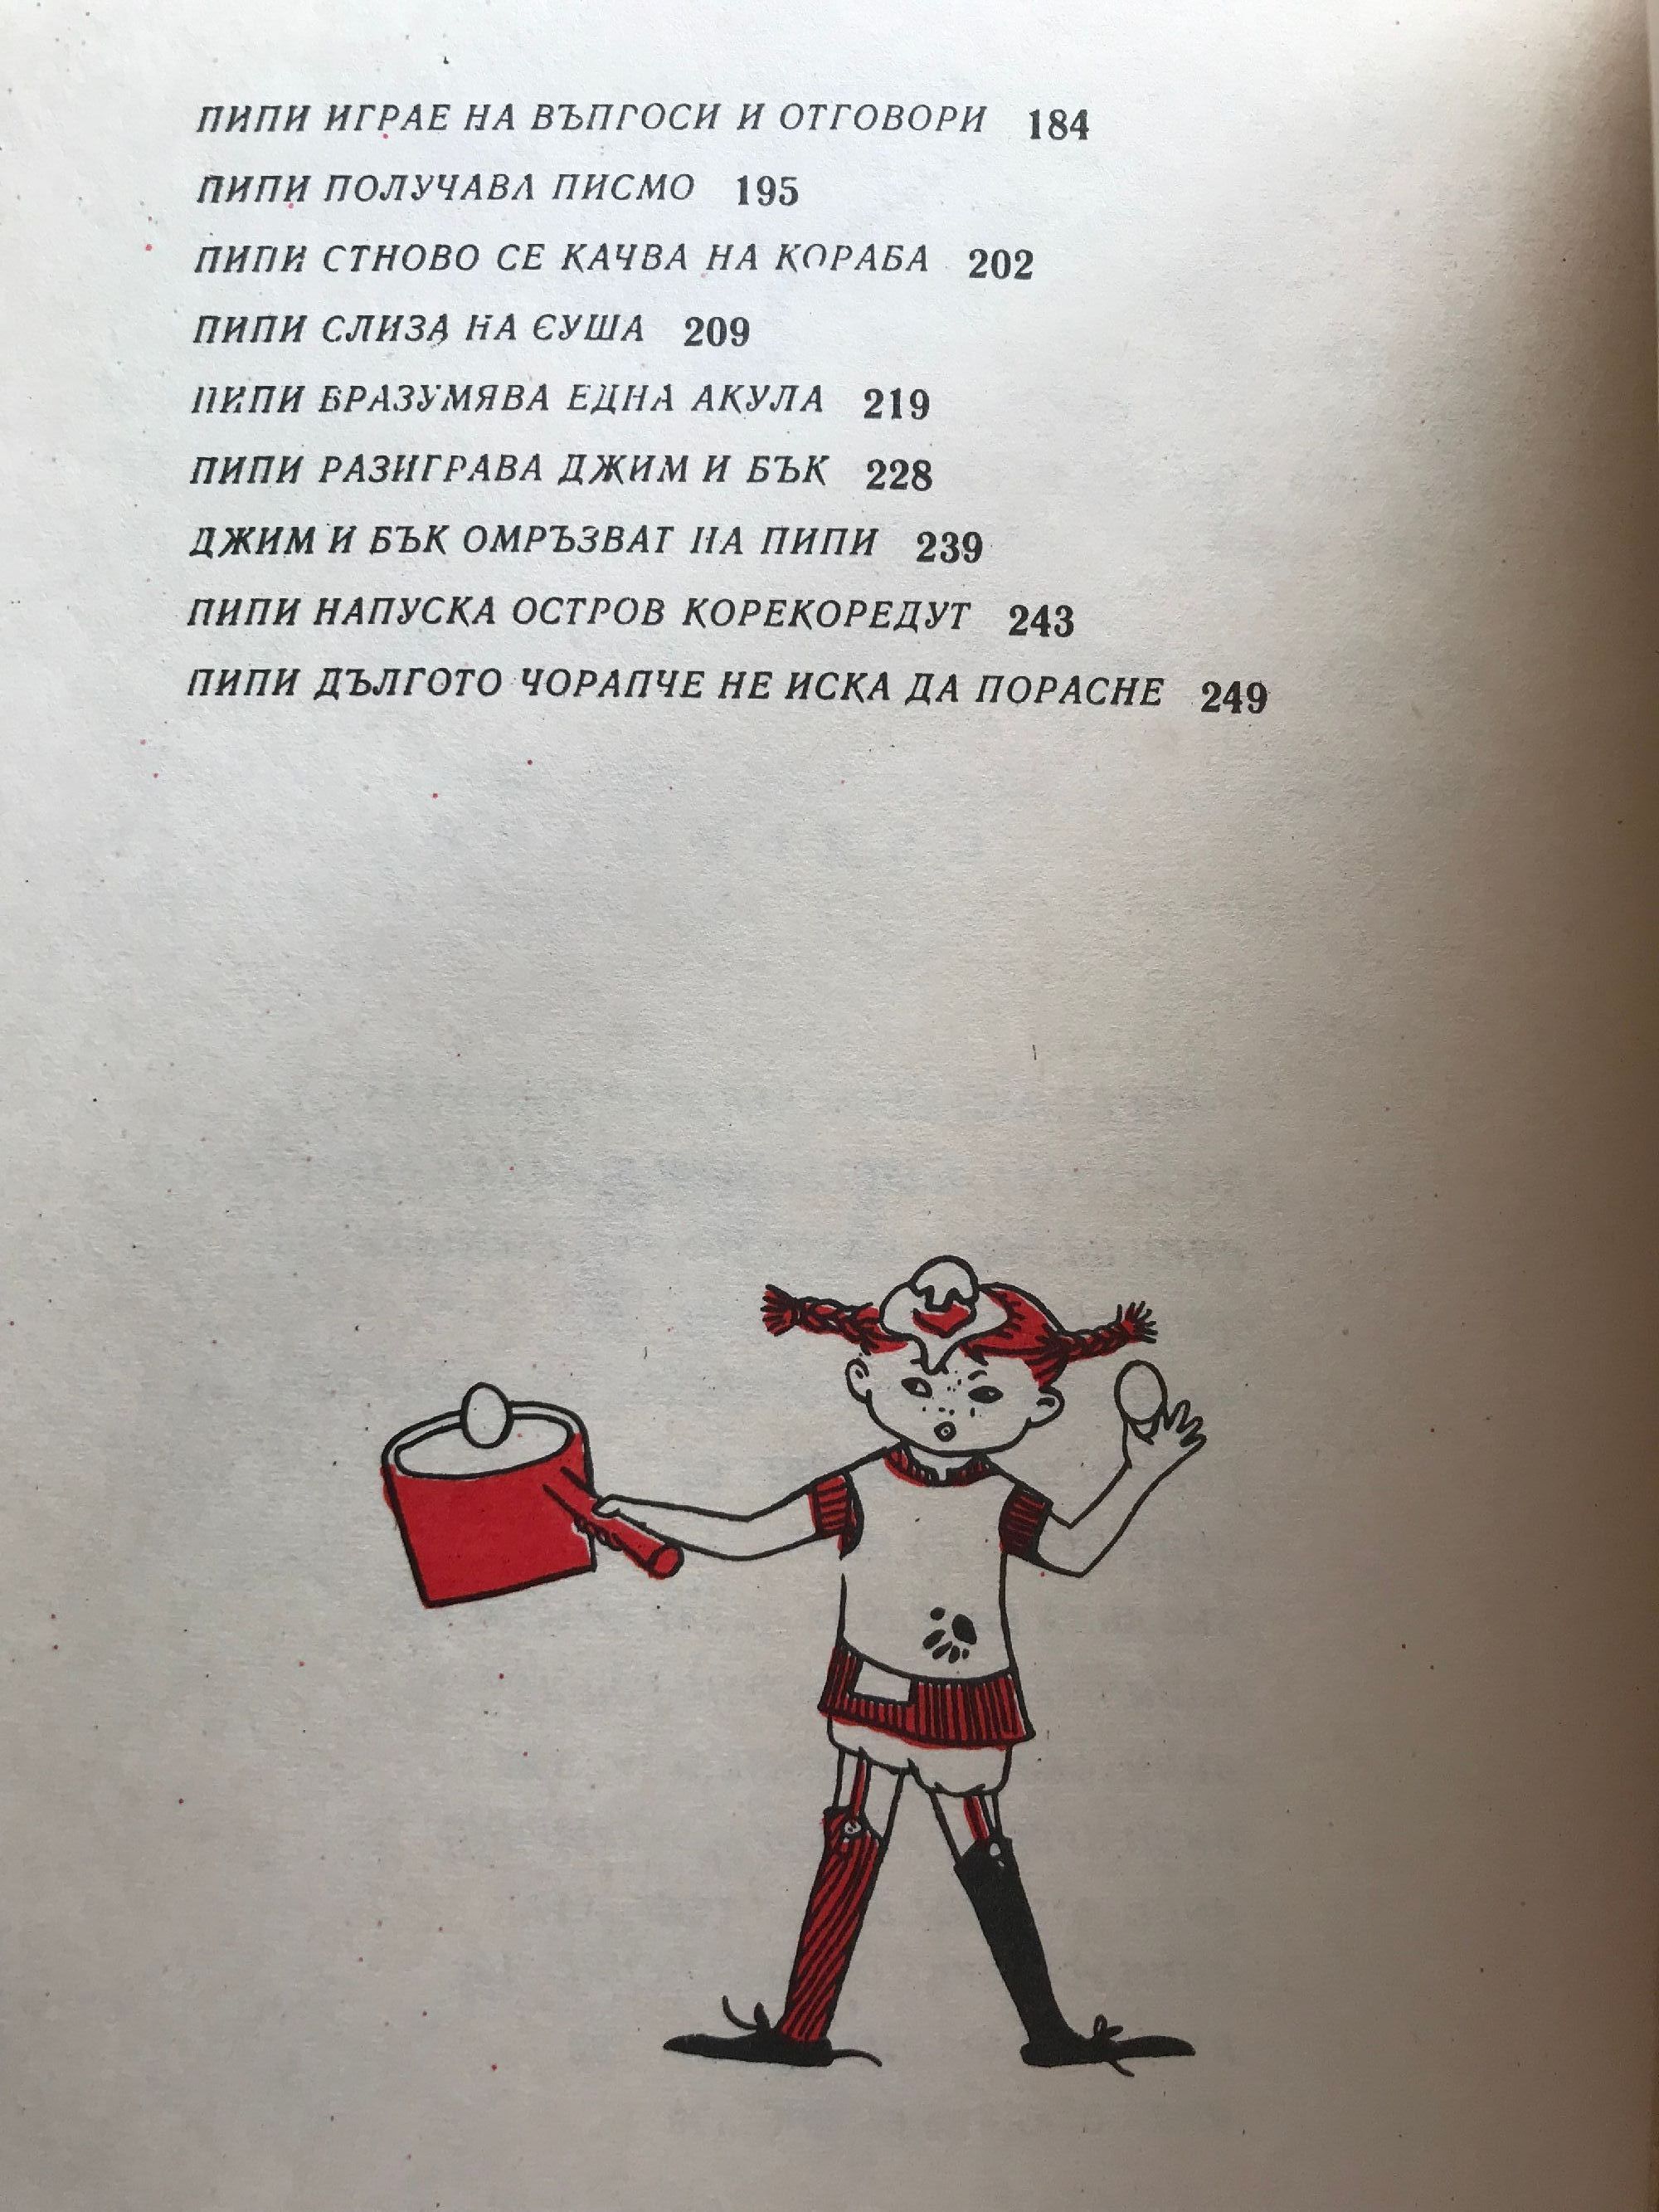 ПИПИ ИГРАЕ НА ВЪПГОСИ И ОТГОВОРИ 184
ПИПИ ПОЛУЧАВА ПИСМО 195
ПИПИ СТНОВО СЕ КАЧВА НА КОРАБА 202
ПИПИ СЛИЗА НА СУША 209
ПИПИ ВРАЗУМЯВА ЕДНА АКУЛА 219
ПИПИ РАЗИГРАВА ДЖИМ И БЪК 228
ДЖИМ И БЪК ОМРЪЗВАТ НА ПИПИ 239
ПИПИ НАПУСКА ОСТРОВ КОРЕКОРЕДУТ 243
ПИПИ ДЪЛГОТО ЧОРАПЧЕ НЕ ИСКА ДА ПОРАСНЕ 249